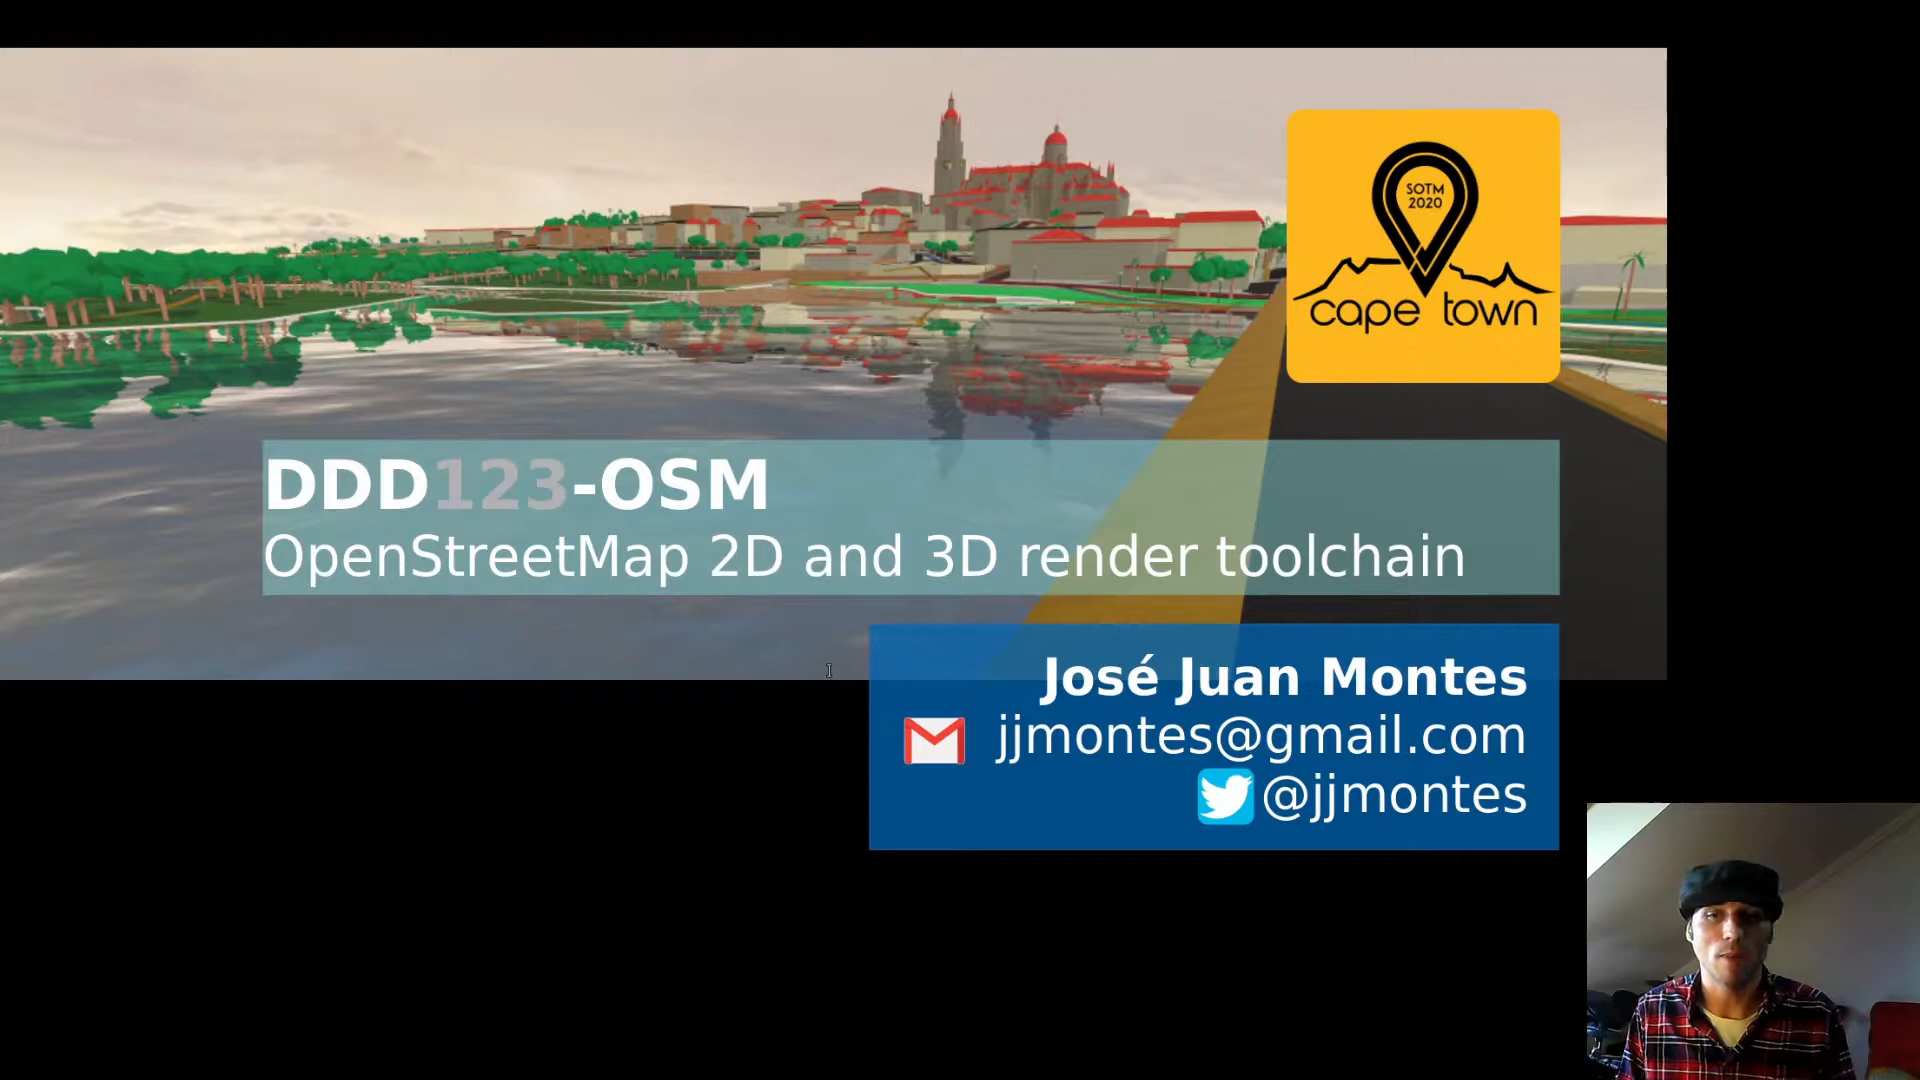 SOTM
2020
cape town
DDD123-OSM
OpenStreetMap 2D and 3D render toolchain
José Juan Montes
jjmontes@gmail.com
@jjmontes